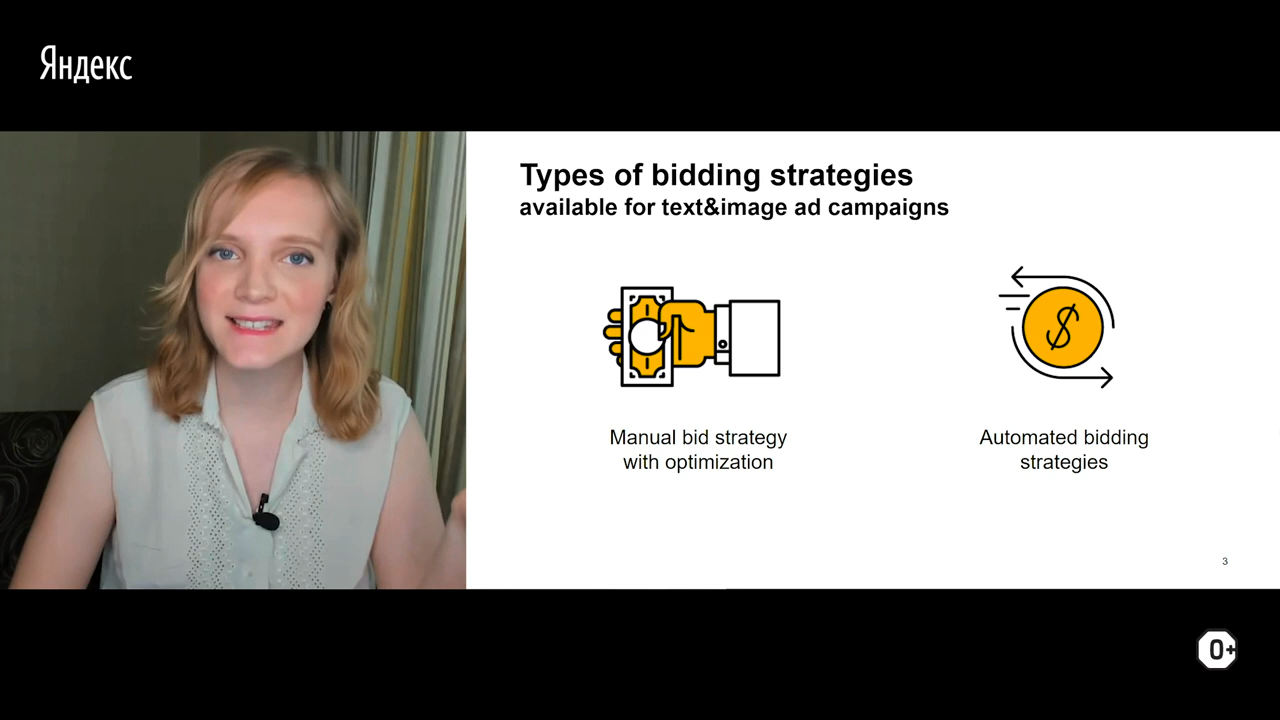 Яндекс
Types of bidding strategies
available for text&image ad campaigns
Manual bid strategy
with optimization
Automated bidding
strategies
3
0+